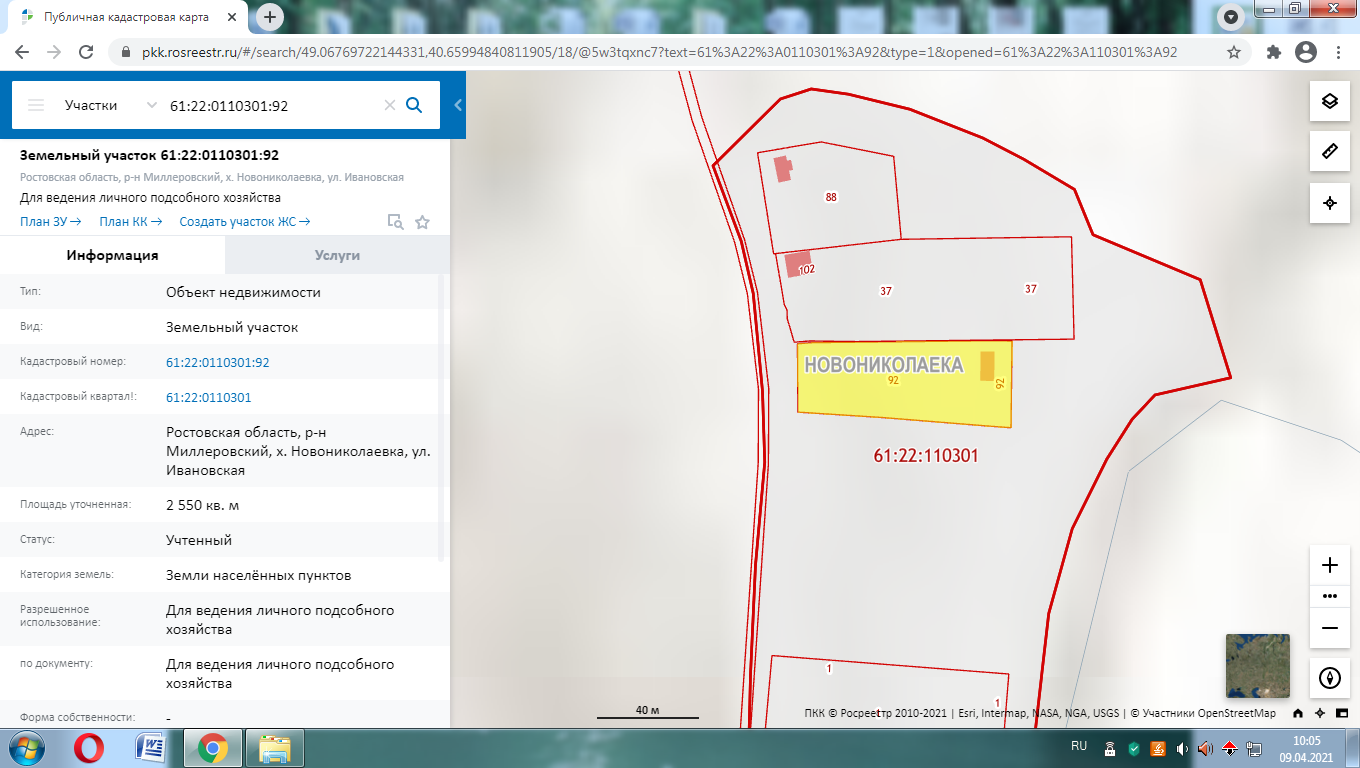 Публичная кадастровая карта
pkk.rosreestr.ru/#/search/49.06769722144331,40.65994840811905/18/@5w3tqxnc7?text=61%3A22%3A0110301%3A92&type=1&opened=61%3A22%3A110301%3A92
Участки 61:22:0110301:92
Земельный участок 61:22:0110301:92
Ростовская область, р-н Миллеровский, х. Новониколаевка, ул. Ивановская
Для ведения личного подсобного хозяйства
План ЗУ → План КК → Создать участок ЖС →
Информация Услуги
Тип: Объект недвижимости
Вид: Земельный участок
Кадастровый номер: 61:22:0110301:92
Кадастровый квартал!: 61:22:0110301
Адрес: Ростовская область, р-н
Миллеровский, х. Новониколаевка, ул.
Ивановская
Площадь уточненная: 2 550 кв. м
Статус: Учтенный
Категория земель: Земли населённых пунктов
Разрешенное использование: Для ведения личного подсобного
хозяйства
по документу: Для ведения личного подсобного
хозяйства
Форма собственности: -
88
102
37
37
НОВОНИКОЛАЕКА
92
92
61:22:110301
1
1
1
40 м
ПКК © Росреестр 2010-2021 | Esri, Intermap, NASA, NGA, USGS | © Участники OpenStreetMap
RU
10:05
09.04.2021